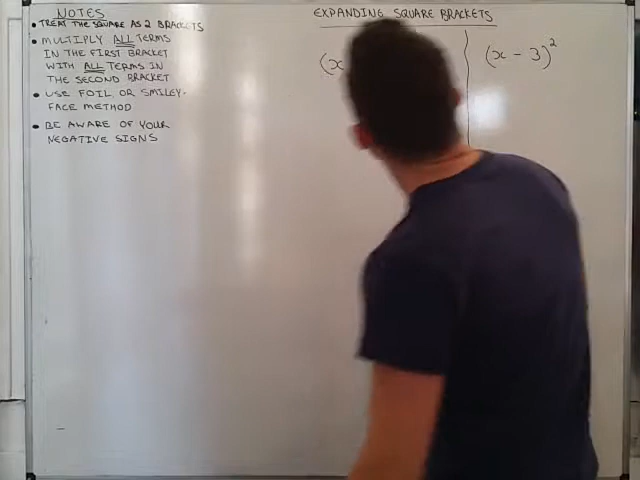 NOTES
• TREAT THE SQUARE AS 2 BRACKETS
• MULTIPLY ALL TERMS
IN THE FIRST BRACKET
WITH ALL TERMS IN
THE SECOND BRACKET
• USE FOIL OR SMILEY-
FACE METHOD
• BE AWARE OF YOUR
NEGATIVE SIGNS
EXPANDING SQUARE BRACKETS
(x
(x - 3)²